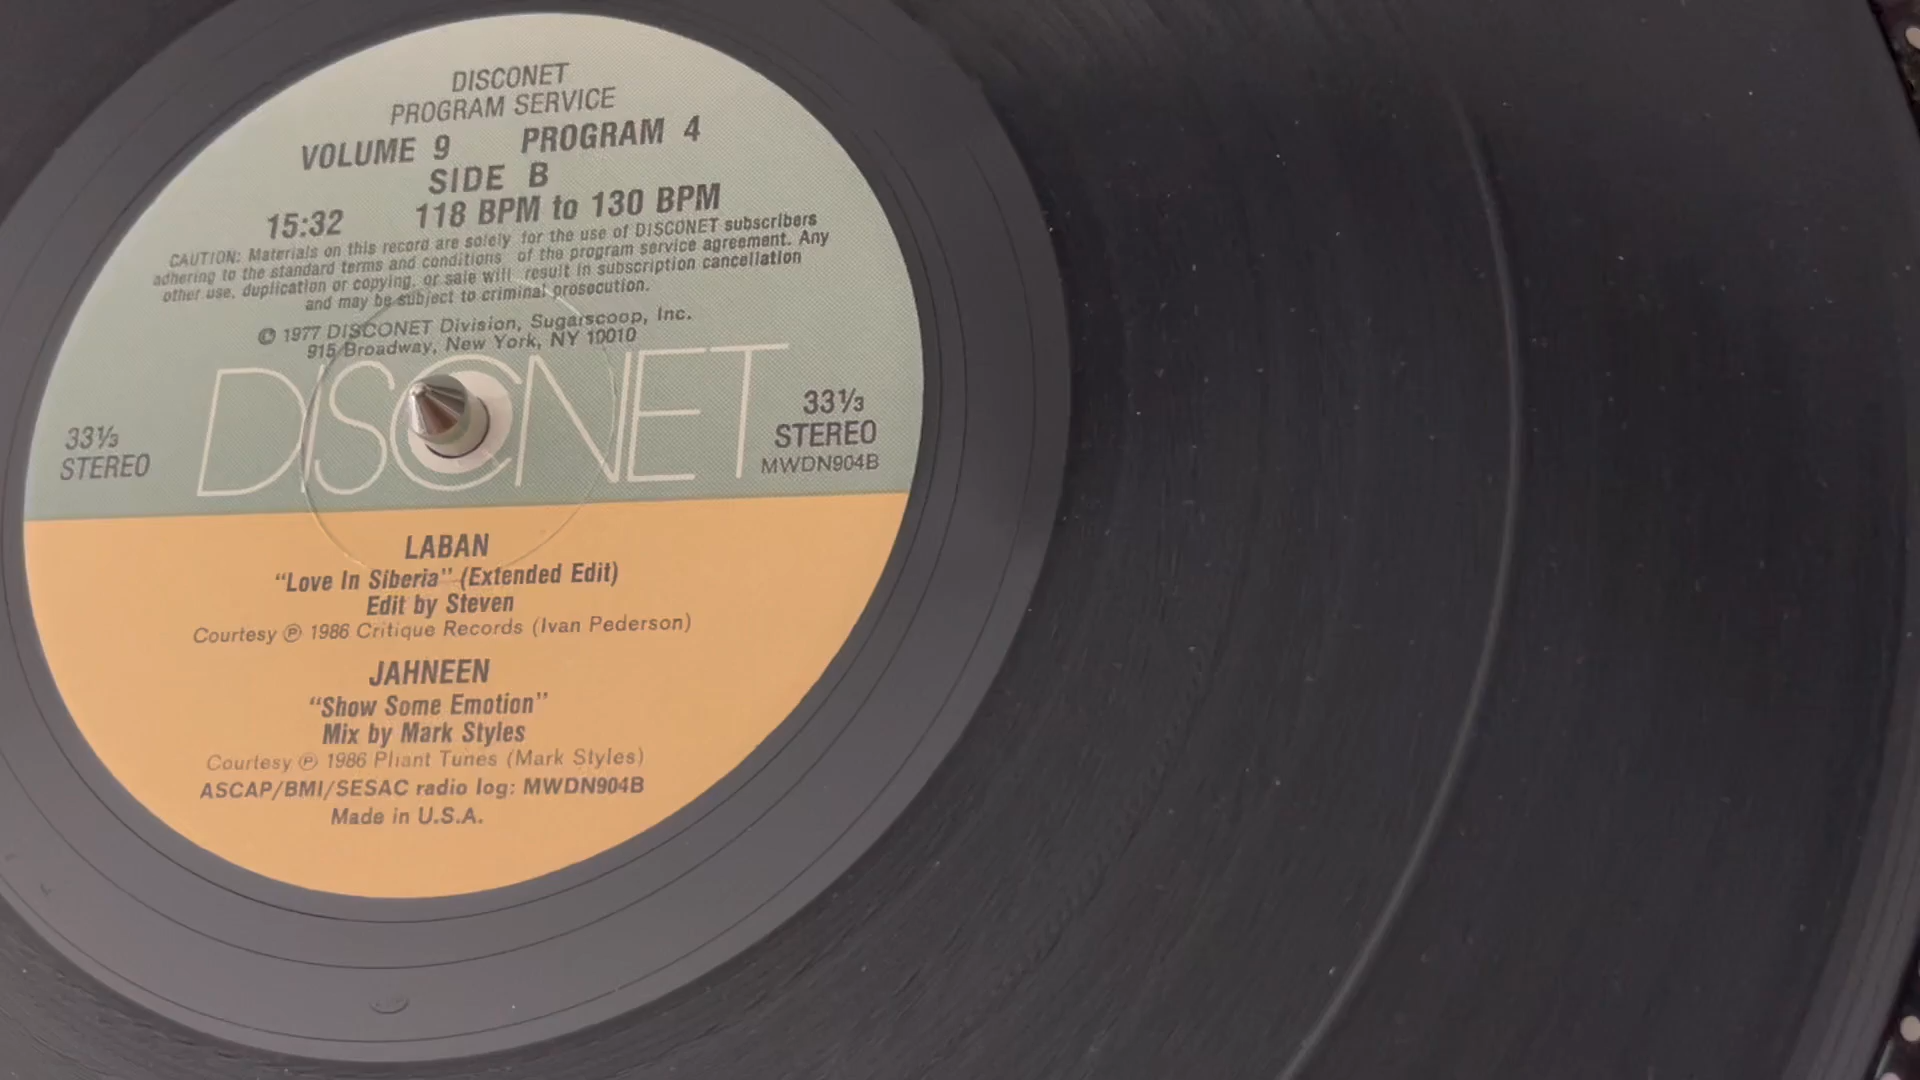 DISCONET
PROGRAM SERVICE
VOLUME 9 PROGRAM 4
SIDE B
15:32 118 BPM to 130 BPM
CAUTION: Materials on this record are solely for the use of DISCONET subscribers
adhering to the standard terms and conditions of the program service agreement. Any
other use, duplication or copying, or sale will result in subscription cancellation
and may be subject to criminal prosecution.
© 1977 DISCONET Division, Sugarscoop, Inc.
915 Broadway, New York, NY 10010
DISCONET
33⅓
STEREO
33⅓
STEREO
MWDN904B
LABAN
“Love In Siberia” (Extended Edit)
Edit by Steven
Courtesy ℗ 1986 Critique Records (Ivan Pederson)
JAHNEEN
“Show Some Emotion”
Mix by Mark Styles
Courtesy ℗ 1986 Pliant Tunes (Mark Styles)
ASCAP/BMI/SESAC radio log: MWDN904B
Made in U.S.A.